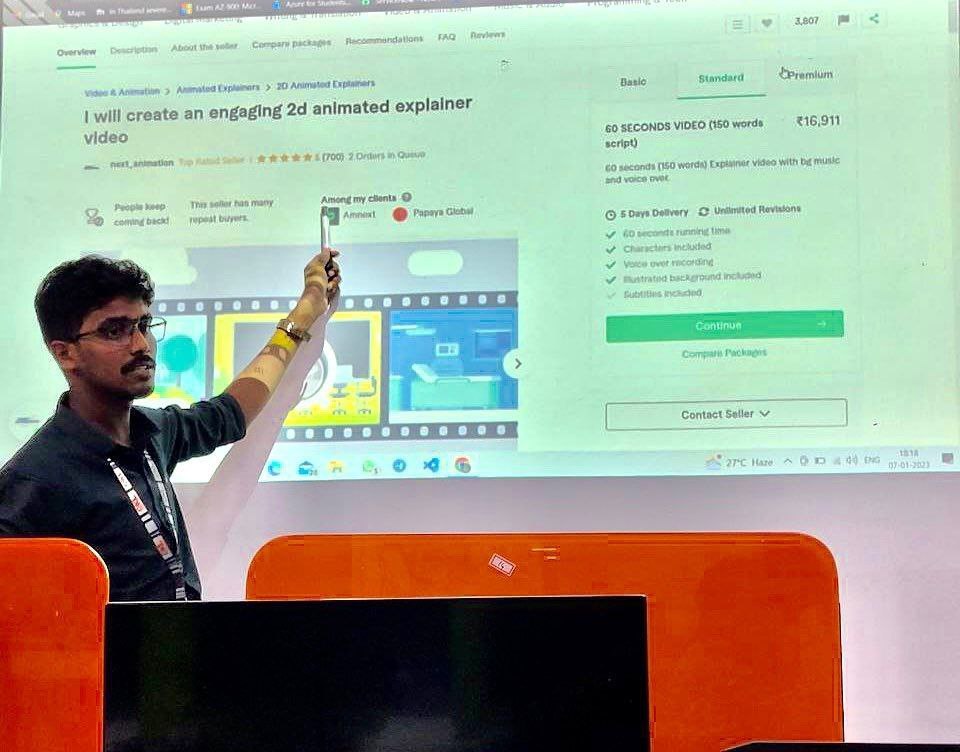 Gmail Maps In Thailand seven... Exam AZ-900: Micr... Azure for Students...
Graphics & Design Digital Marketing Writing & Translation Video & Animation Music & Audio Programming & Tech
Overview Description About the seller Compare packages Recommendations FAQ Reviews
3,807
Video & Animation > Animated Explainers > 2D Animated Explainers
I will create an engaging 2d animated explainer
video
next_animation Top Rated Seller | 5 (700) 2 Orders in Queue
People keep
coming back!
This seller has many
repeat buyers.
Among my clients
Amnext Papaya Global
Basic Standard Premium
60 SECONDS VIDEO (150 words
script)
₹16,911
60 seconds (150 words) Explainer video with bg music
and voice over.
5 Days Delivery Unlimited Revisions
60 seconds running time
Characters included
Voice over recording
Illustrated background included
Subtitles included
Continue →
Compare Packages
Contact Seller
27°C Haze ENG 18:18
07-01-2023